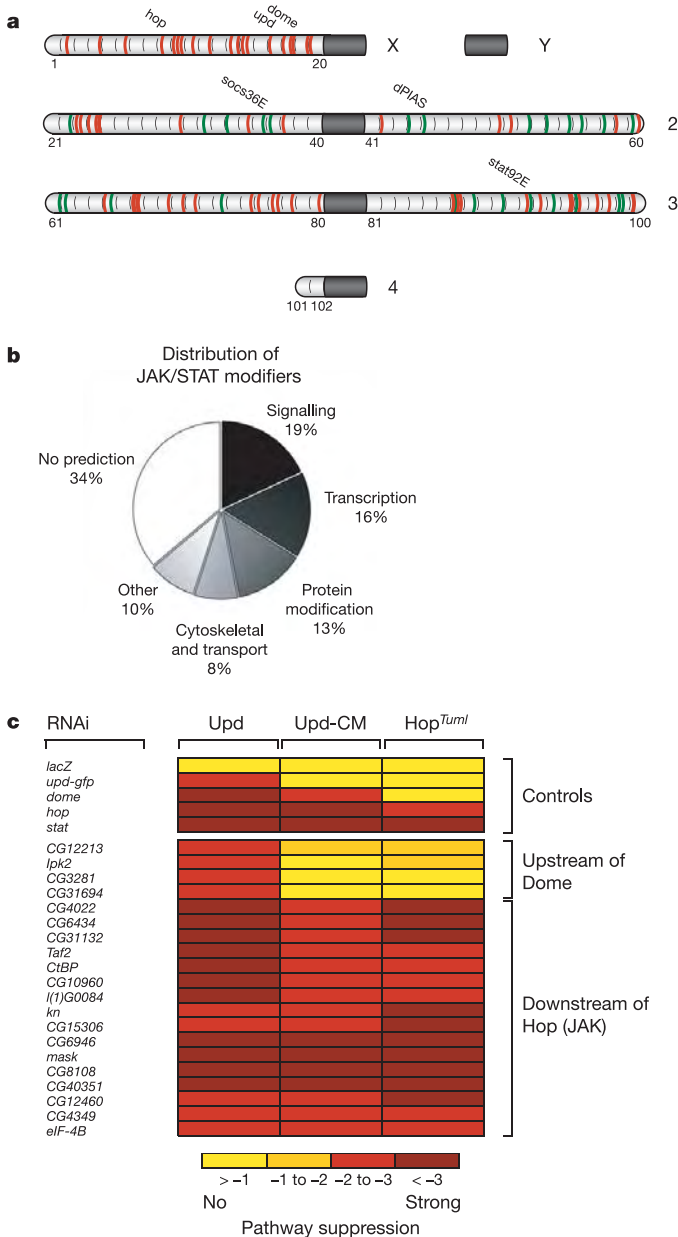 a
hop
upd
dome
X
Y
1
20
socs36E
dPIAS
2
21
40
41
60
stat92E
3
61
80
81
100
4
101 102
b
Distribution of
JAK/STAT modifiers
Signalling
19%
No prediction
34%
Transcription
16%
Other
10%
Protein
modification
13%
Cytoskeletal
and transport
8%
c
RNAi
Upd
Upd-CM
Hop^Tuml
lacZ
upd-gfp
dome
hop
stat
Controls
CG12213
Ipk2
CG3281
CG31694
Upstream of
Dome
CG4022
CG6434
CG31132
Taf2
CtBP
CG10960
l(1)G0084
kn
CG15306
CG6946
mask
CG8108
CG40351
CG12460
CG4349
eIF-4B
Downstream of
Hop (JAK)
> –1
–1 to –2
–2 to –3
< –3
No
Strong
Pathway suppression